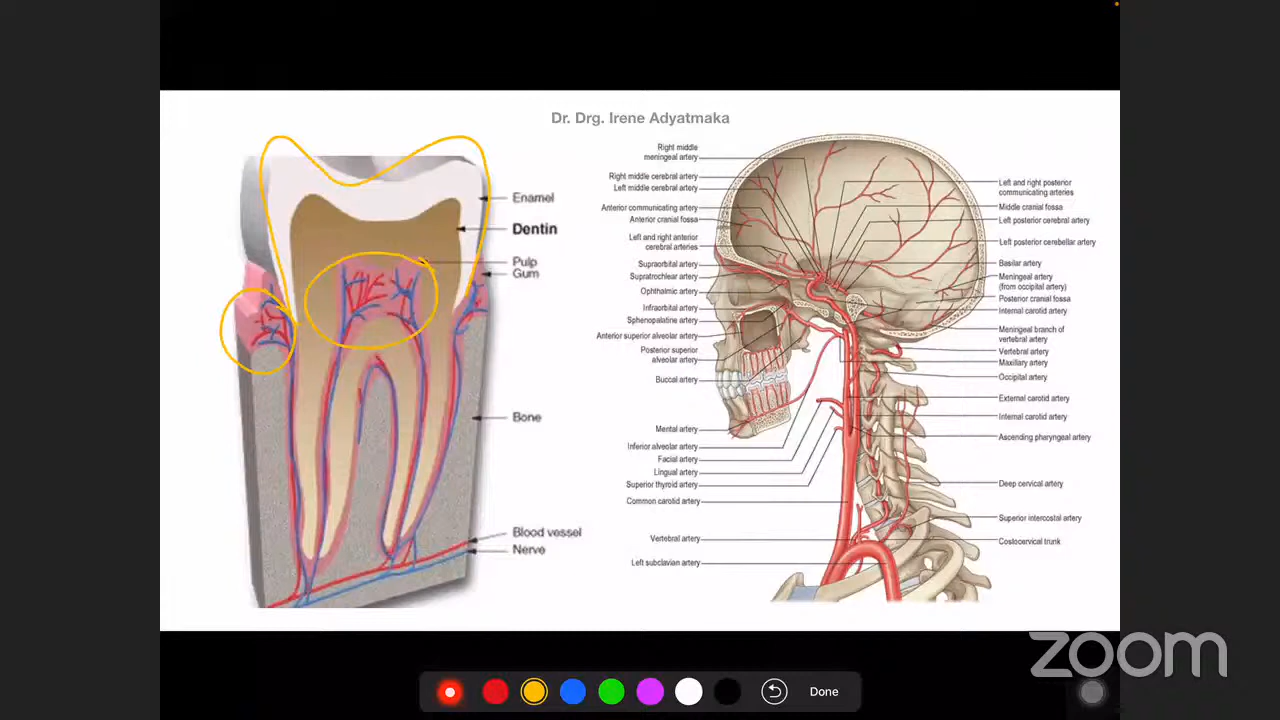 Dr. Drg. Irene Adyatmaka
Enamel
Dentin
Pulp
Gum
Bone
Blood vessel
Nerve
Right middle
meningeal artery
Right middle cerebral artery
Left middle cerebral artery
Anterior communicating artery
Anterior cranial fossa
Left and right anterior
cerebral arteries
Supraorbital artery
Supratrochlear artery
Ophthalmic artery
Infraorbital artery
Sphenopalatine artery
Anterior superior alveolar artery
Posterior superior
alveolar artery
Buccal artery
Mental artery
Inferior alveolar artery
Facial artery
Lingual artery
Superior thyroid artery
Common carotid artery
Vertebral artery
Left subclavian artery
Left and right posterior
communicating arteries
Middle cranial fossa
Left posterior cerebral artery
Left posterior cerebellar artery
Basilar artery
Meningeal artery
(from occipital artery)
Posterior cranial fossa
Internal carotid artery
Meningeal branch of
vertebral artery
Vertebral artery
Maxillary artery
Occipital artery
External carotid artery
Internal carotid artery
Ascending pharyngeal artery
Deep cervical artery
Superior intercostal artery
Costocervical trunk
zoom
Done